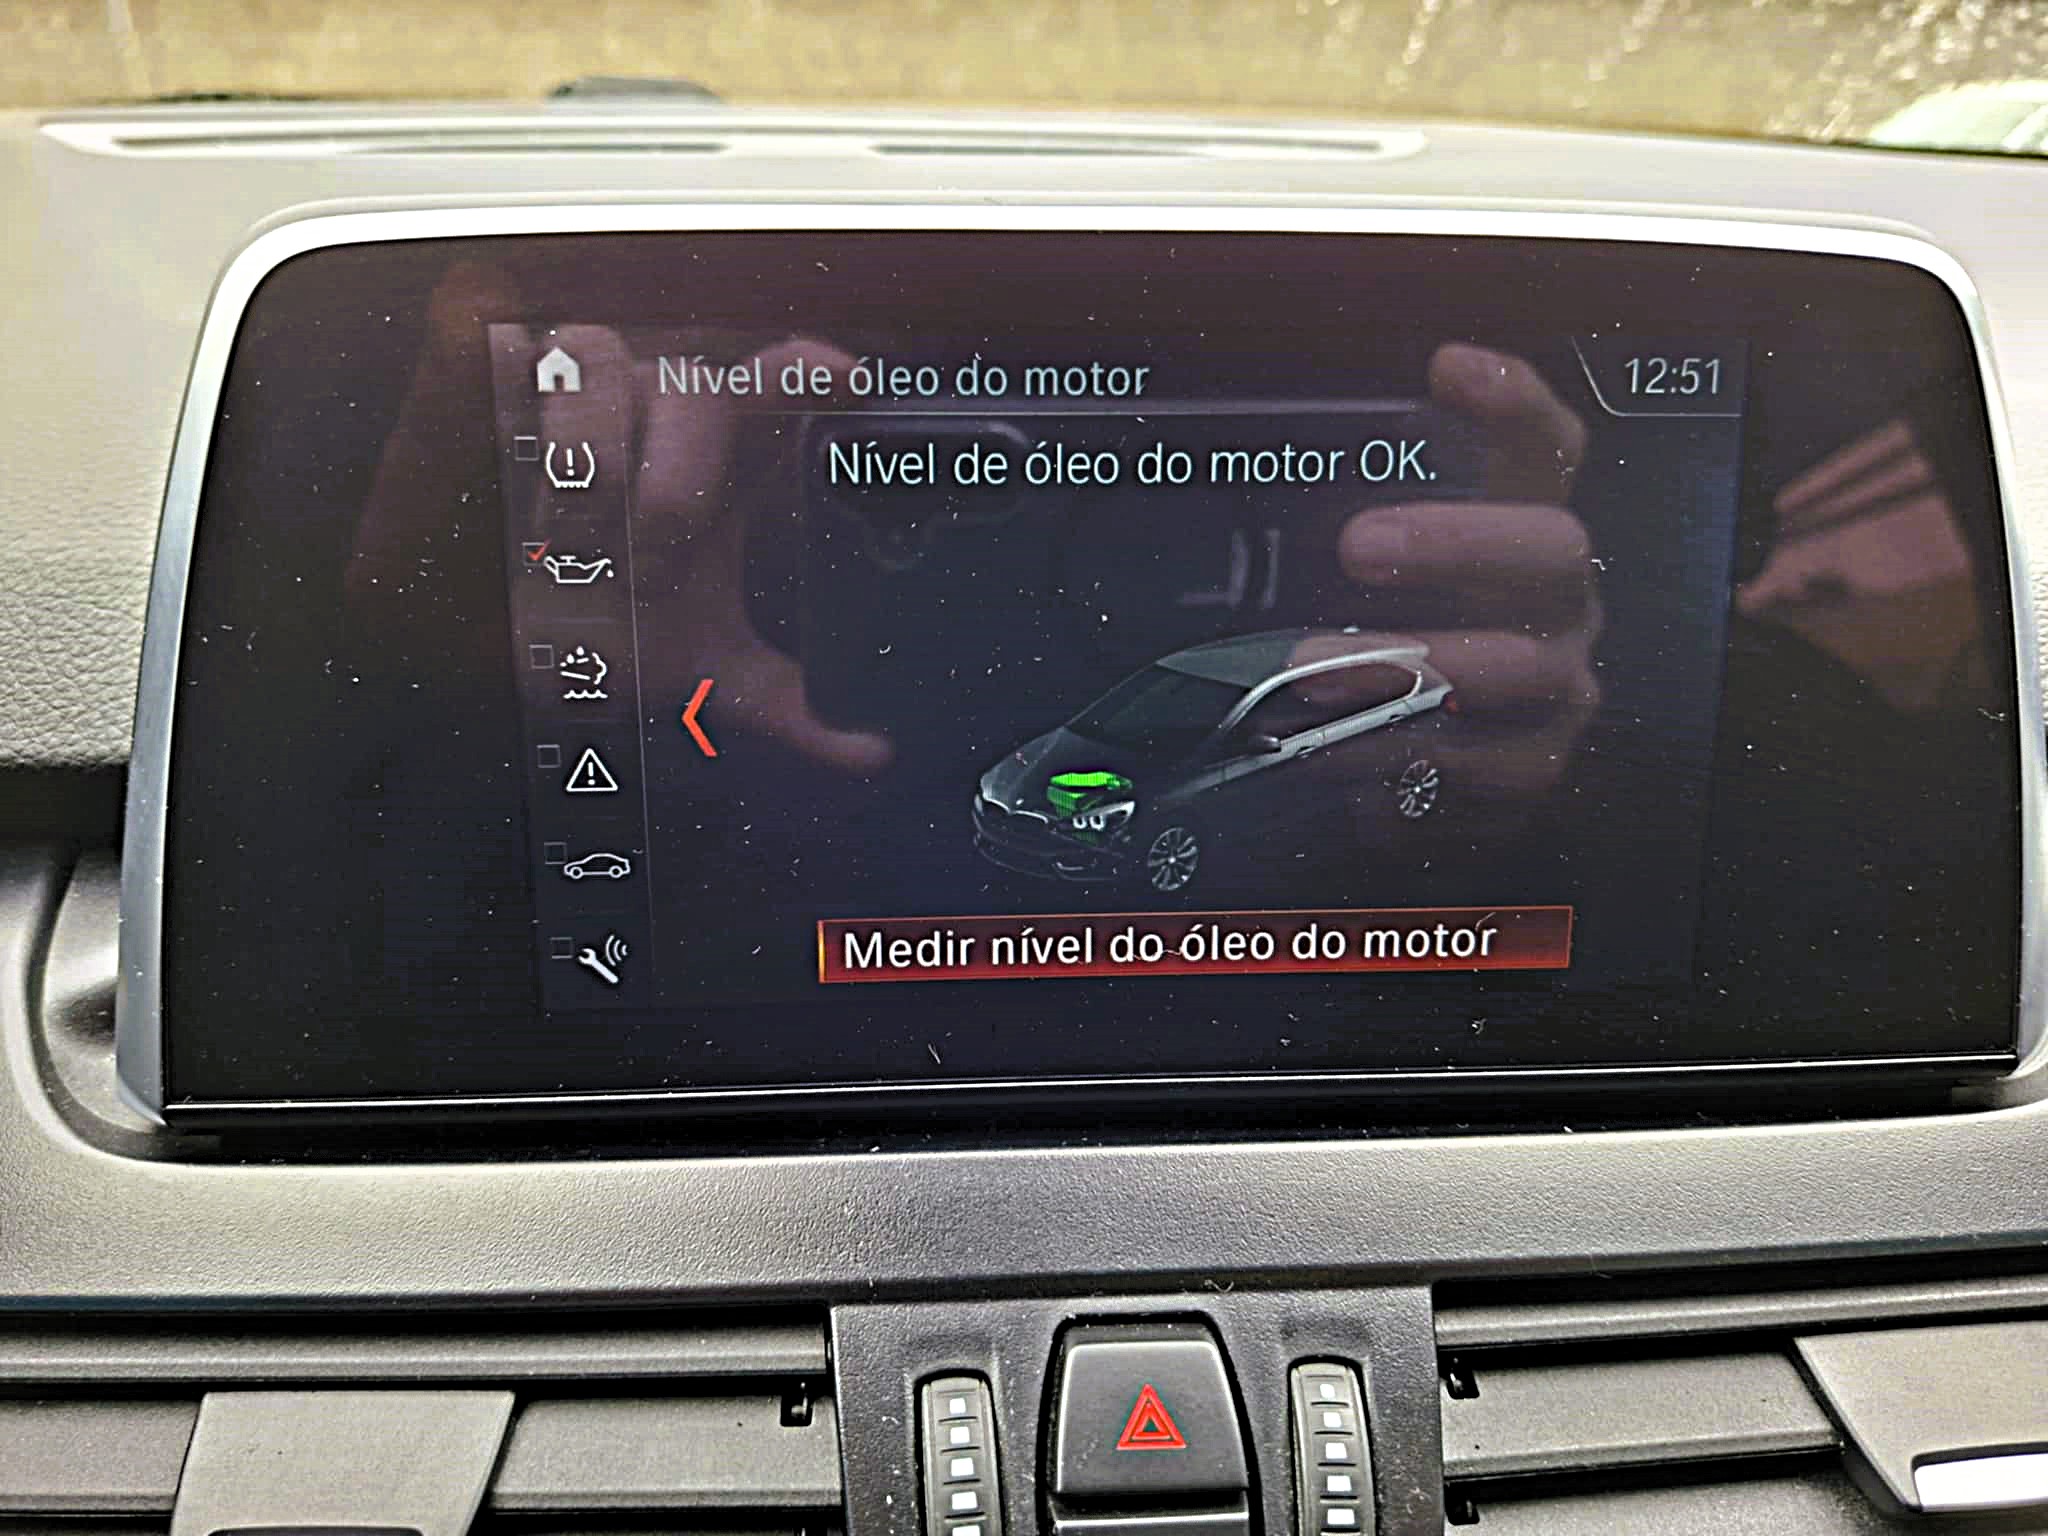 Nível de óleo do motor
12:51
Nível de óleo do motor OK.
Medir nível do óleo do motor